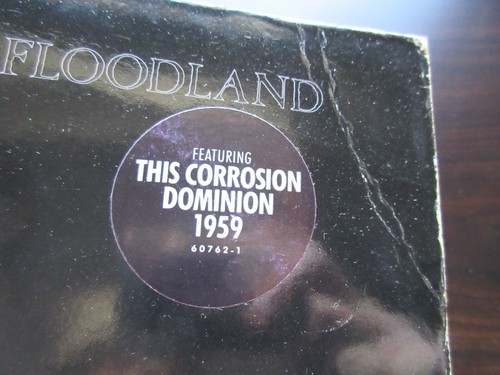 FLOODLAND
FEATURING
THIS CORROSION
DOMINION
1959
60762-1